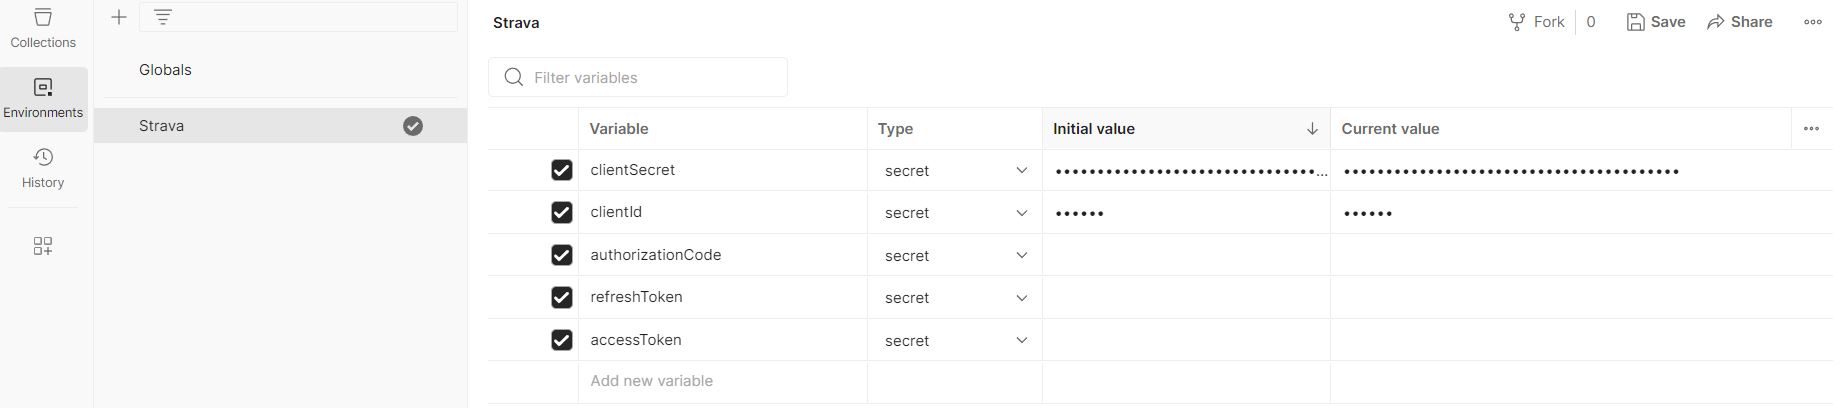 Collections
Environments
History
Globals
Strava
Strava
Fork 0 Save Share
Filter variables
Variable Type Initial value Current value
clientSecret secret ••••••••••••••••••••••••••••••••... ••••••••••••••••••••••••••••••••••••••••
clientId secret •••••• ••••••
authorizationCode secret
refreshToken secret
accessToken secret
Add new variable